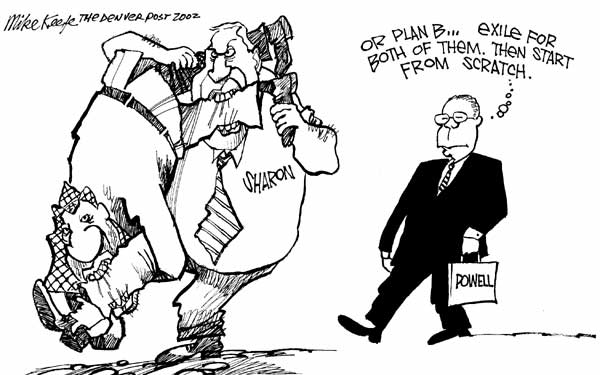 Mike Keefe THE DENVER POST 2002
OR PLAN B... EXILE FOR
BOTH OF THEM. THEN START
FROM SCRATCH.
SHARON
POWELL